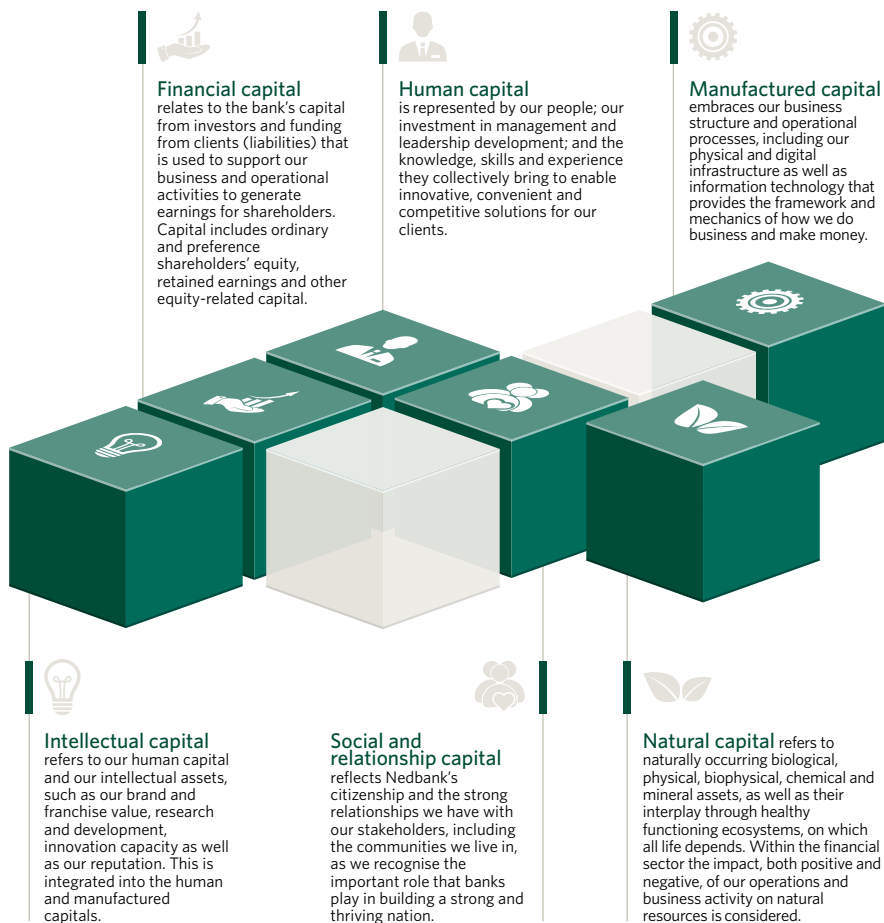 Financial capital
relates to the bank's capital
from investors and funding
from clients (liabilities) that
is used to support our
business and operational
activities to generate
earnings for shareholders.
Capital includes ordinary
and preference
shareholders' equity,
retained earnings and other
equity-related capital.
Human capital
is represented by our people; our
investment in management and
leadership development; and the
knowledge, skills and experience
they collectively bring to enable
innovative, convenient and
competitive solutions for our
clients.
Manufactured capital
embraces our business
structure and operational
processes, including our
physical and digital
infrastructure as well as
information technology that
provides the framework and
mechanics of how we do
business and make money.
Intellectual capital
refers to our human capital
and our intellectual assets,
such as our brand and
franchise value, research
and development,
innovation capacity as well
as our reputation. This is
integrated into the human
and manufactured
capitals.
Social and
relationship capital
reflects Nedbank's
citizenship and the strong
relationships we have with
our stakeholders, including
the communities we live in,
as we recognise the
important role that banks
play in building a strong and
thriving nation.
Natural capital refers to
naturally occurring biological,
physical, biophysical, chemical and
mineral assets, as well as their
interplay through healthy
functioning ecosystems, on which
all life depends. Within the financial
sector the impact, both positive and
negative, of our operations and
business activity on natural
resources is considered.